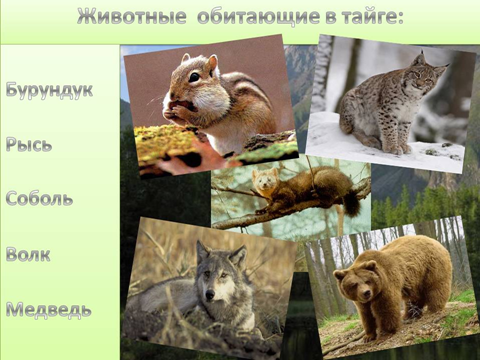 Животные обитающие в тайге:
Бурундук
Рысь
Соболь
Волк
Медведь